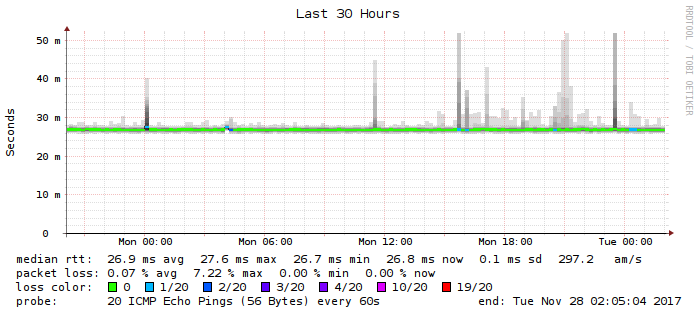 Last 30 Hours
RRDTOOL / TOBI OETIKER
Seconds
50 m
40 m
30 m
20 m
10 m
0
Mon 00:00 Mon 06:00 Mon 12:00 Mon 18:00 Tue 00:00
median rtt: 26.9 ms avg 27.6 ms max 26.7 ms min 26.8 ms now 0.1 ms sd 297.2 am/s
packet loss: 0.07 % avg 7.22 % max 0.00 % min 0.00 % now
loss color: 0 1/20 2/20 3/20 4/20 10/20 19/20
probe: 20 ICMP Echo Pings (56 Bytes) every 60s end: Tue Nov 28 02:05:04 2017